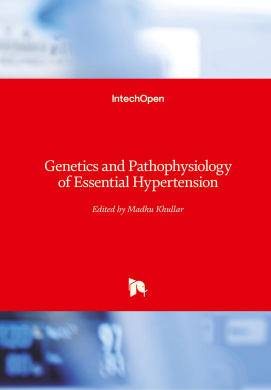 IntechOpen
Genetics and Pathophysiology
of Essential Hypertension
Edited by Madhu Khullar